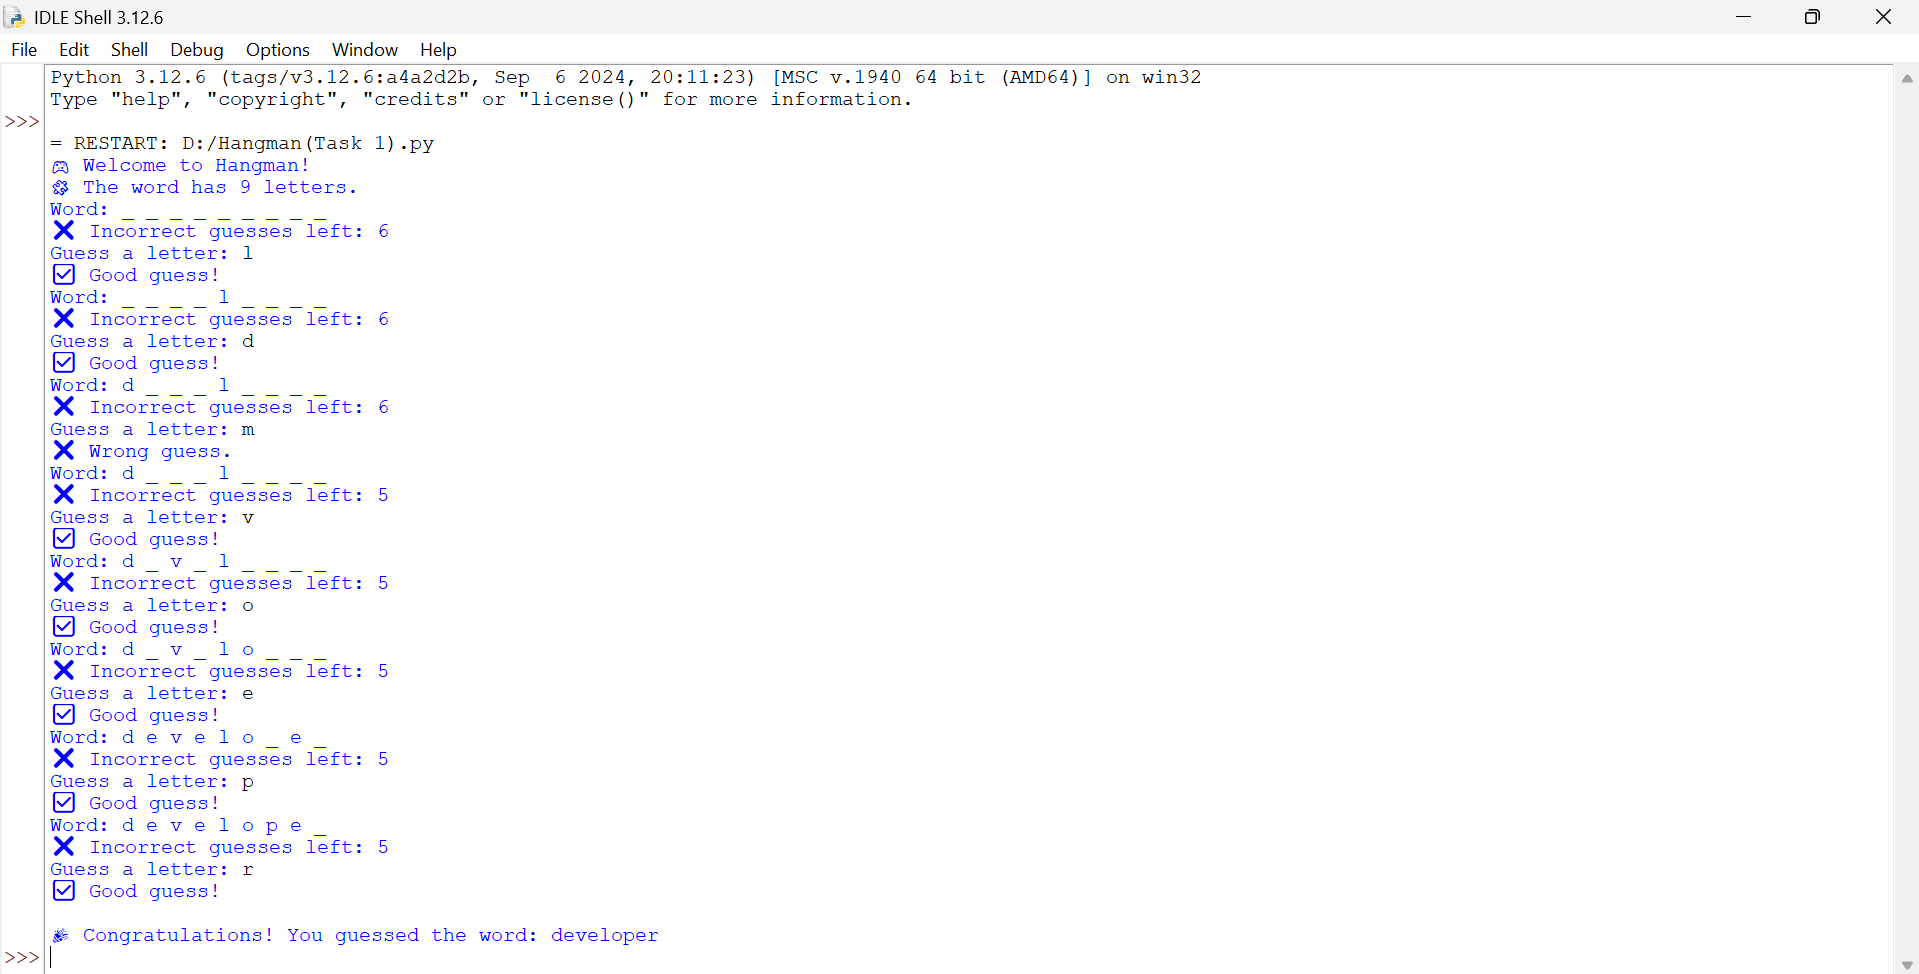 IDLE Shell 3.12.6
File Edit Shell Debug Options Window Help
Python 3.12.6 (tags/v3.12.6:a4a2d2b, Sep  6 2024, 20:11:23) [MSC v.1940 64 bit (AMD64)] on win32
Type "help", "copyright", "credits" or "license()" for more information.
>>>
= RESTART: D:/Hangman(Task 1).py
🎮 Welcome to Hangman!
🧩 The word has 9 letters.
Word: _ _ _ _ _ _ _ _ _
❌ Incorrect guesses left: 6
Guess a letter: l
✅ Good guess!
Word: _ _ _ _ l _ _ _ _
❌ Incorrect guesses left: 6
Guess a letter: d
✅ Good guess!
Word: d _ _ _ l _ _ _ _
❌ Incorrect guesses left: 6
Guess a letter: m
❌ Wrong guess.
Word: d _ _ _ l _ _ _ _
❌ Incorrect guesses left: 5
Guess a letter: v
✅ Good guess!
Word: d _ v _ l _ _ _ _
❌ Incorrect guesses left: 5
Guess a letter: o
✅ Good guess!
Word: d _ v _ l o _ _ _
❌ Incorrect guesses left: 5
Guess a letter: e
✅ Good guess!
Word: d e v e l o _ e _
❌ Incorrect guesses left: 5
Guess a letter: p
✅ Good guess!
Word: d e v e l o p e _
❌ Incorrect guesses left: 5
Guess a letter: r
✅ Good guess!
🎉 Congratulations! You guessed the word: developer
>>>